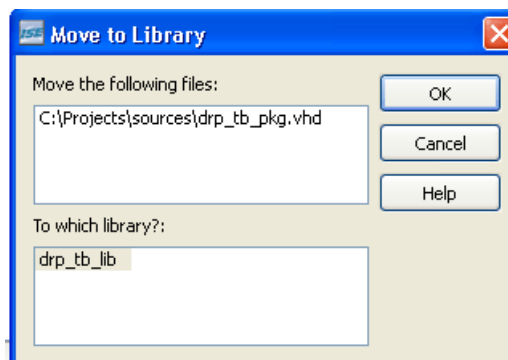 ISE Move to Library
Move the following files:
OK
C:\Projects\sources\drp_tb_pkg.vhd
Cancel
Help
To which library?:
drp_tb_lib